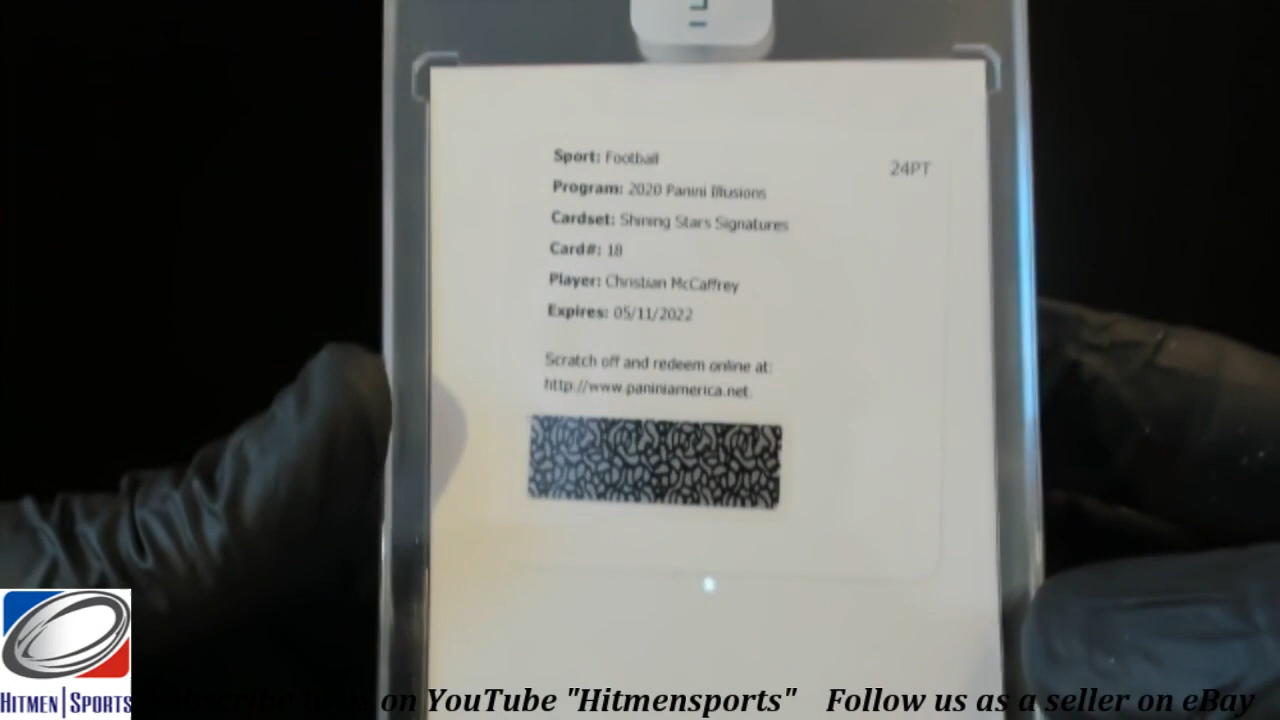 Sport: Football
24PT
Program: 2020 Panini Illusions
Cardset: Shining Stars Signatures
Card#: 18
Player: Christian McCaffrey
Expires: 05/11/2022
Scratch off and redeem online at:
http://www.paniniamerica.net.
HITMEN SPORTS
on YouTube "Hitmensports" Follow us as a seller on eBay